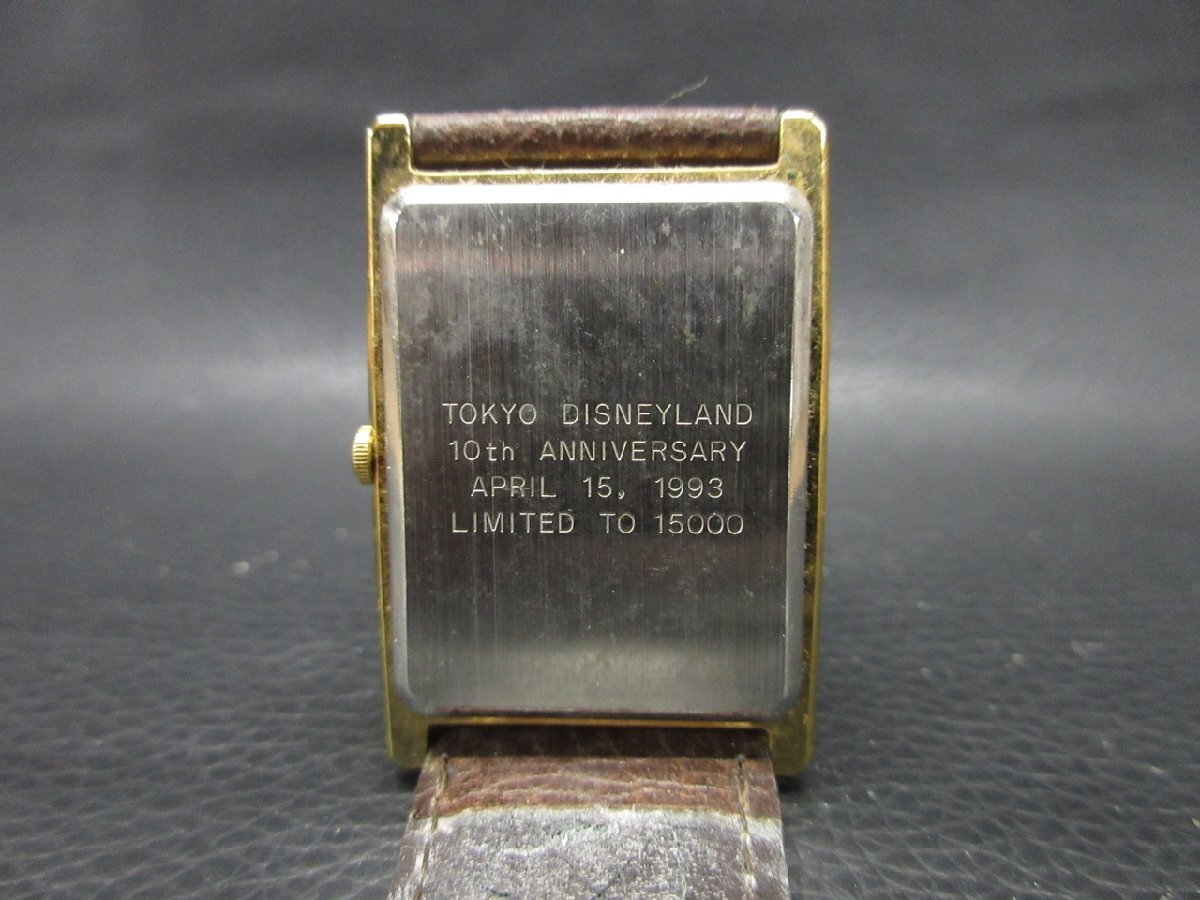 TOKYO DISNEYLAND
10th ANNIVERSARY
APRIL 15, 1993
LIMITED TO 15000